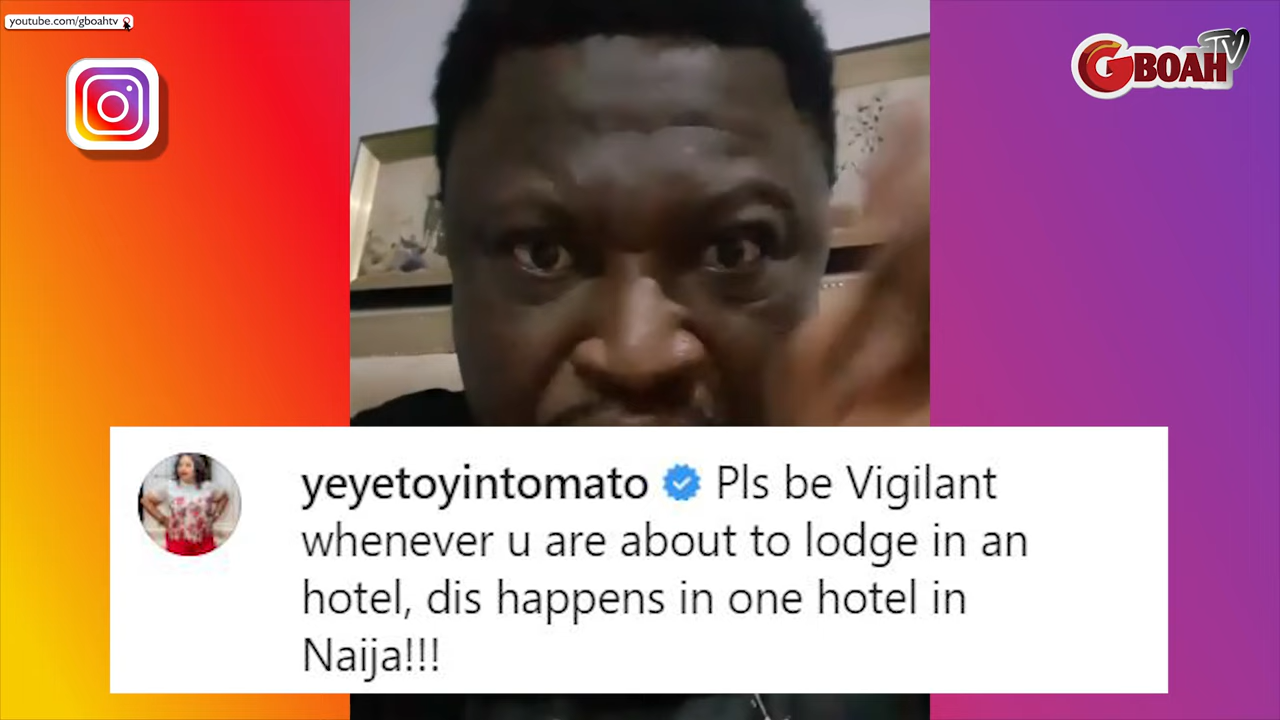 youtube.com/gboahtv
GBOAH TV
yeyetoyintomato Pls be Vigilant
whenever u are about to lodge in an
hotel, dis happens in one hotel in
Naija!!!